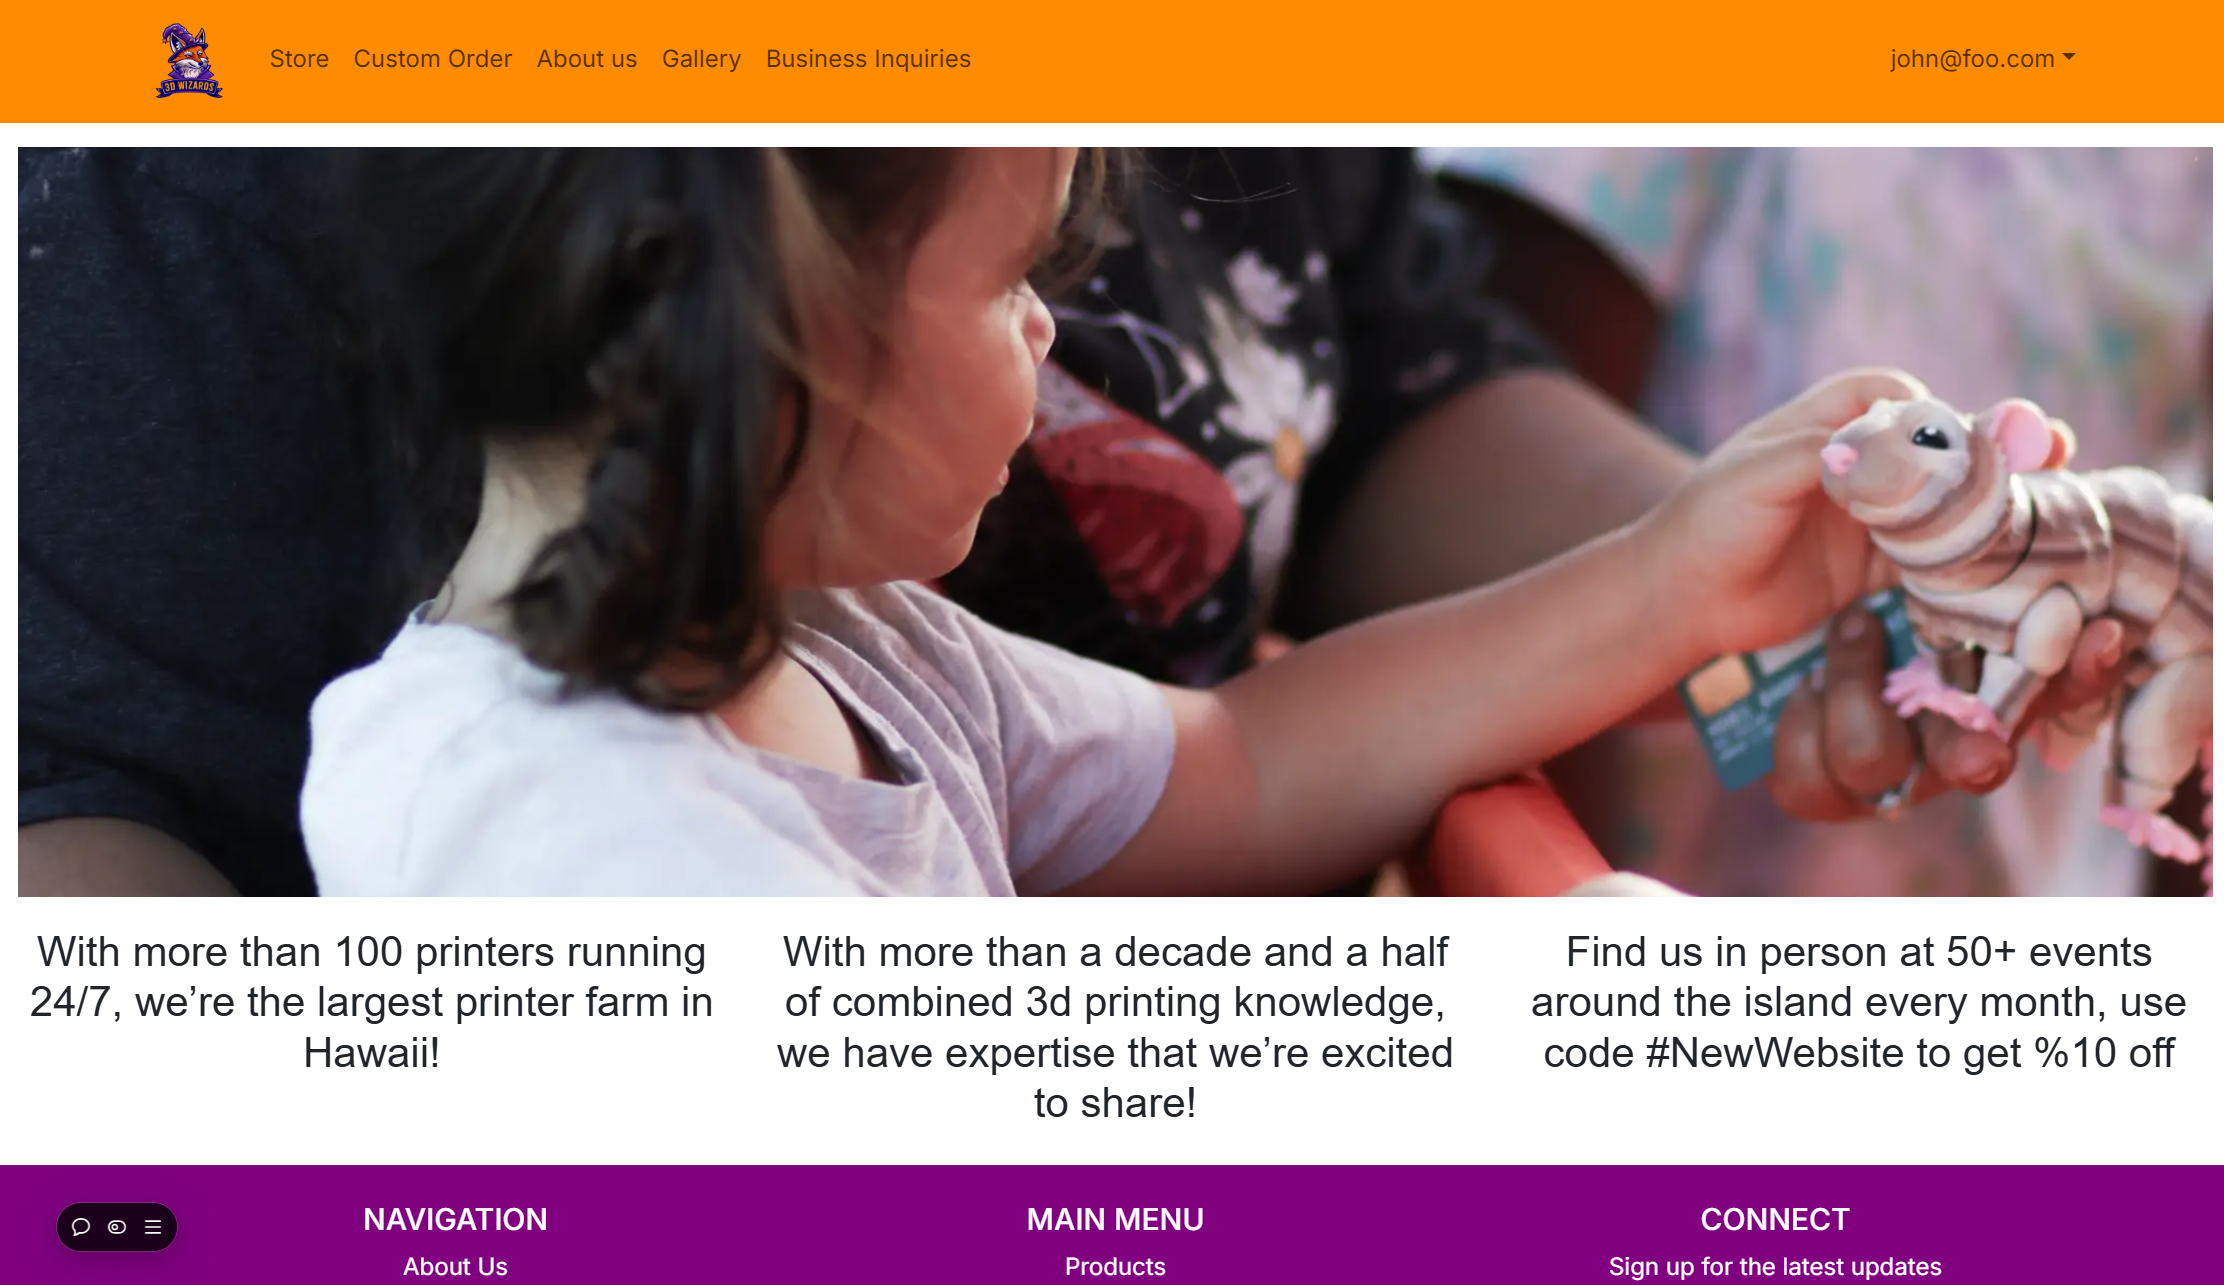 3D WIZARDS
Store Custom Order About us Gallery Business Inquiries john@foo.com
With more than 100 printers running
24/7, we’re the largest printer farm in
Hawaii!
With more than a decade and a half
of combined 3d printing knowledge,
we have expertise that we’re excited
to share!
Find us in person at 50+ events
around the island every month, use
code #NewWebsite to get %10 off
NAVIGATION
About Us
MAIN MENU
Products
CONNECT
Sign up for the latest updates